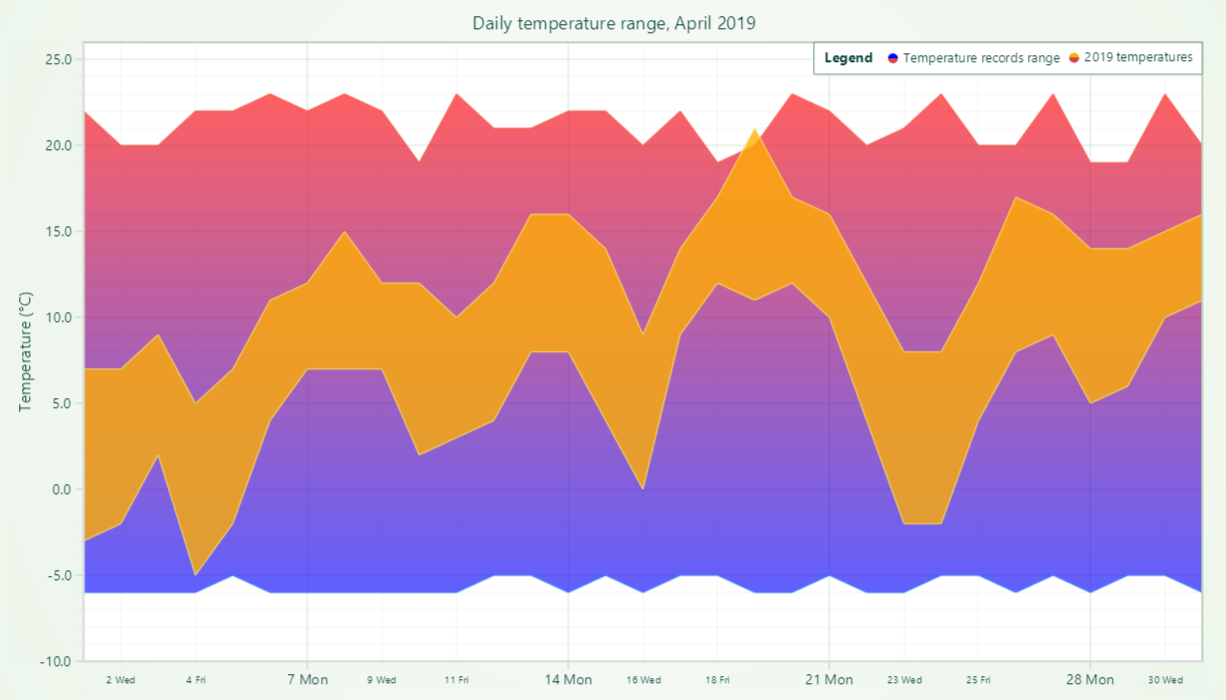 Daily temperature range, April 2019
Legend Temperature records range 2019 temperatures
25.0
20.0
15.0
10.0
5.0
0.0
-5.0
-10.0
Temperature (°C)
2 Wed 4 Fri 7 Mon 9 Wed 11 Fri 14 Mon 16 Wed 18 Fri 21 Mon 23 Wed 25 Fri 28 Mon 30 Wed